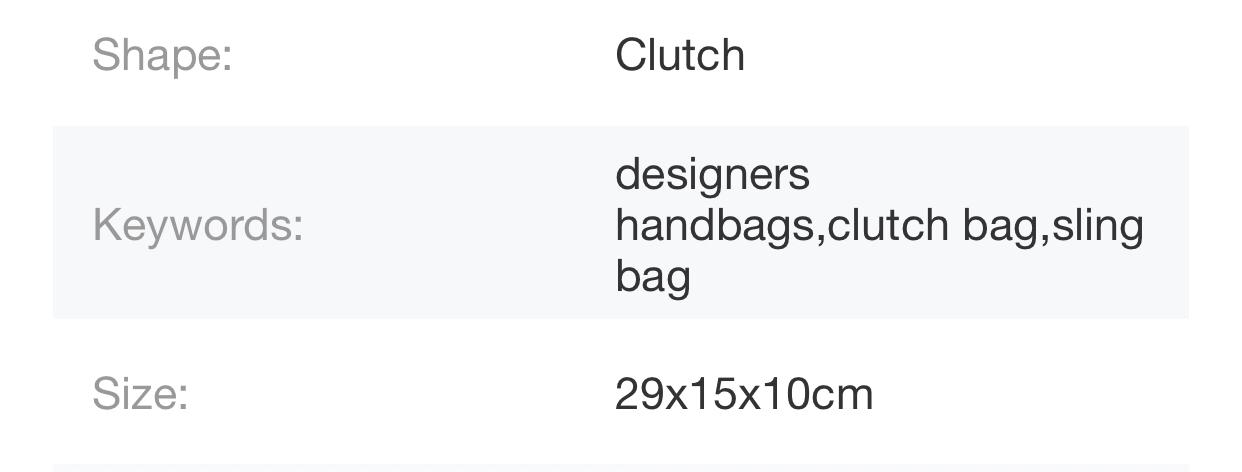 Shape: Clutch
designers
Keywords: handbags,clutch bag,sling
bag
Size: 29x15x10cm